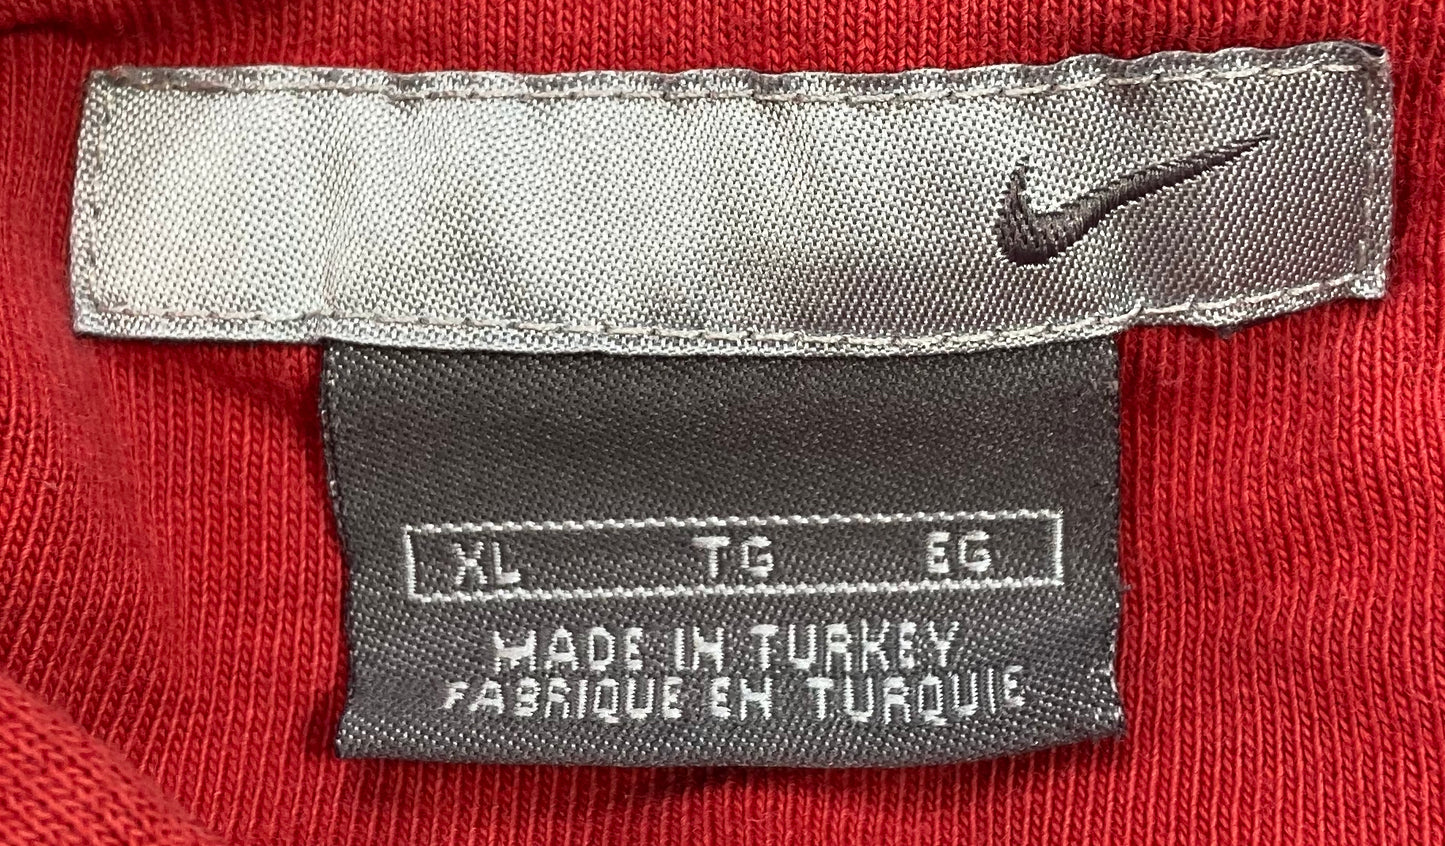 XL TG EG
MADE IN TURKEY
FABRIQUE EN TURQUIE